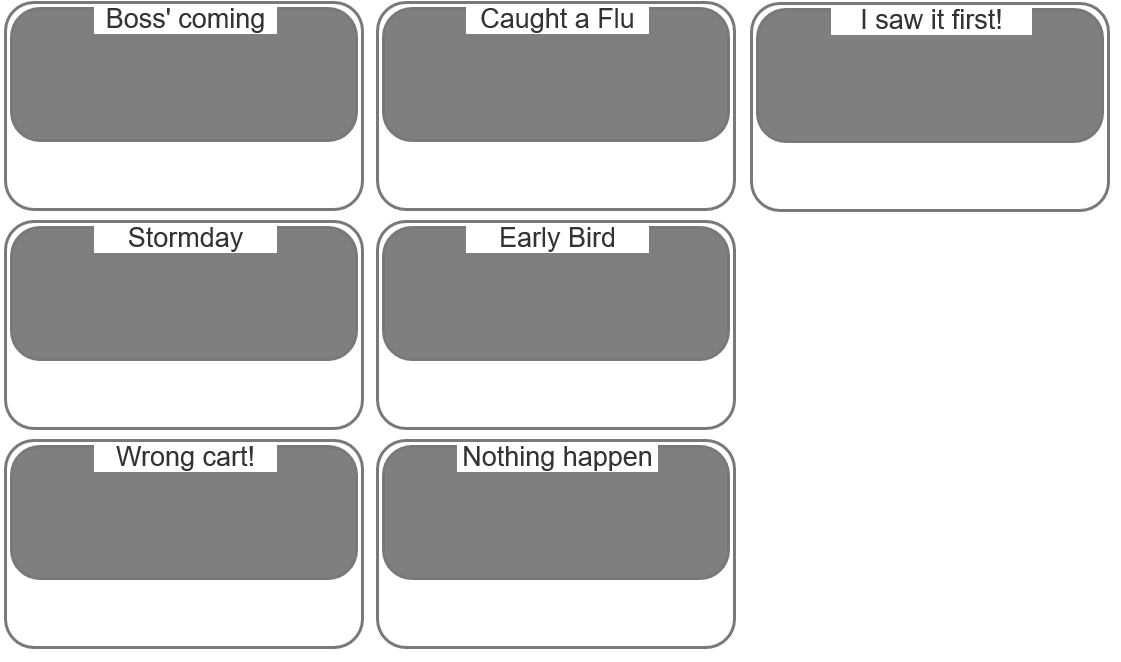 Boss' coming
Caught a Flu
I saw it first!
Stormday
Early Bird
Wrong cart!
Nothing happen